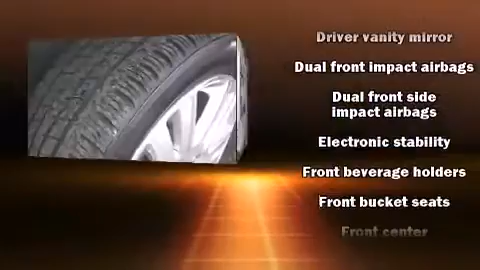 Driver vanity mirror
Dual front impact airbags
Dual front side
impact airbags
Electronic stability
Front beverage holders
Front bucket seats
Front center